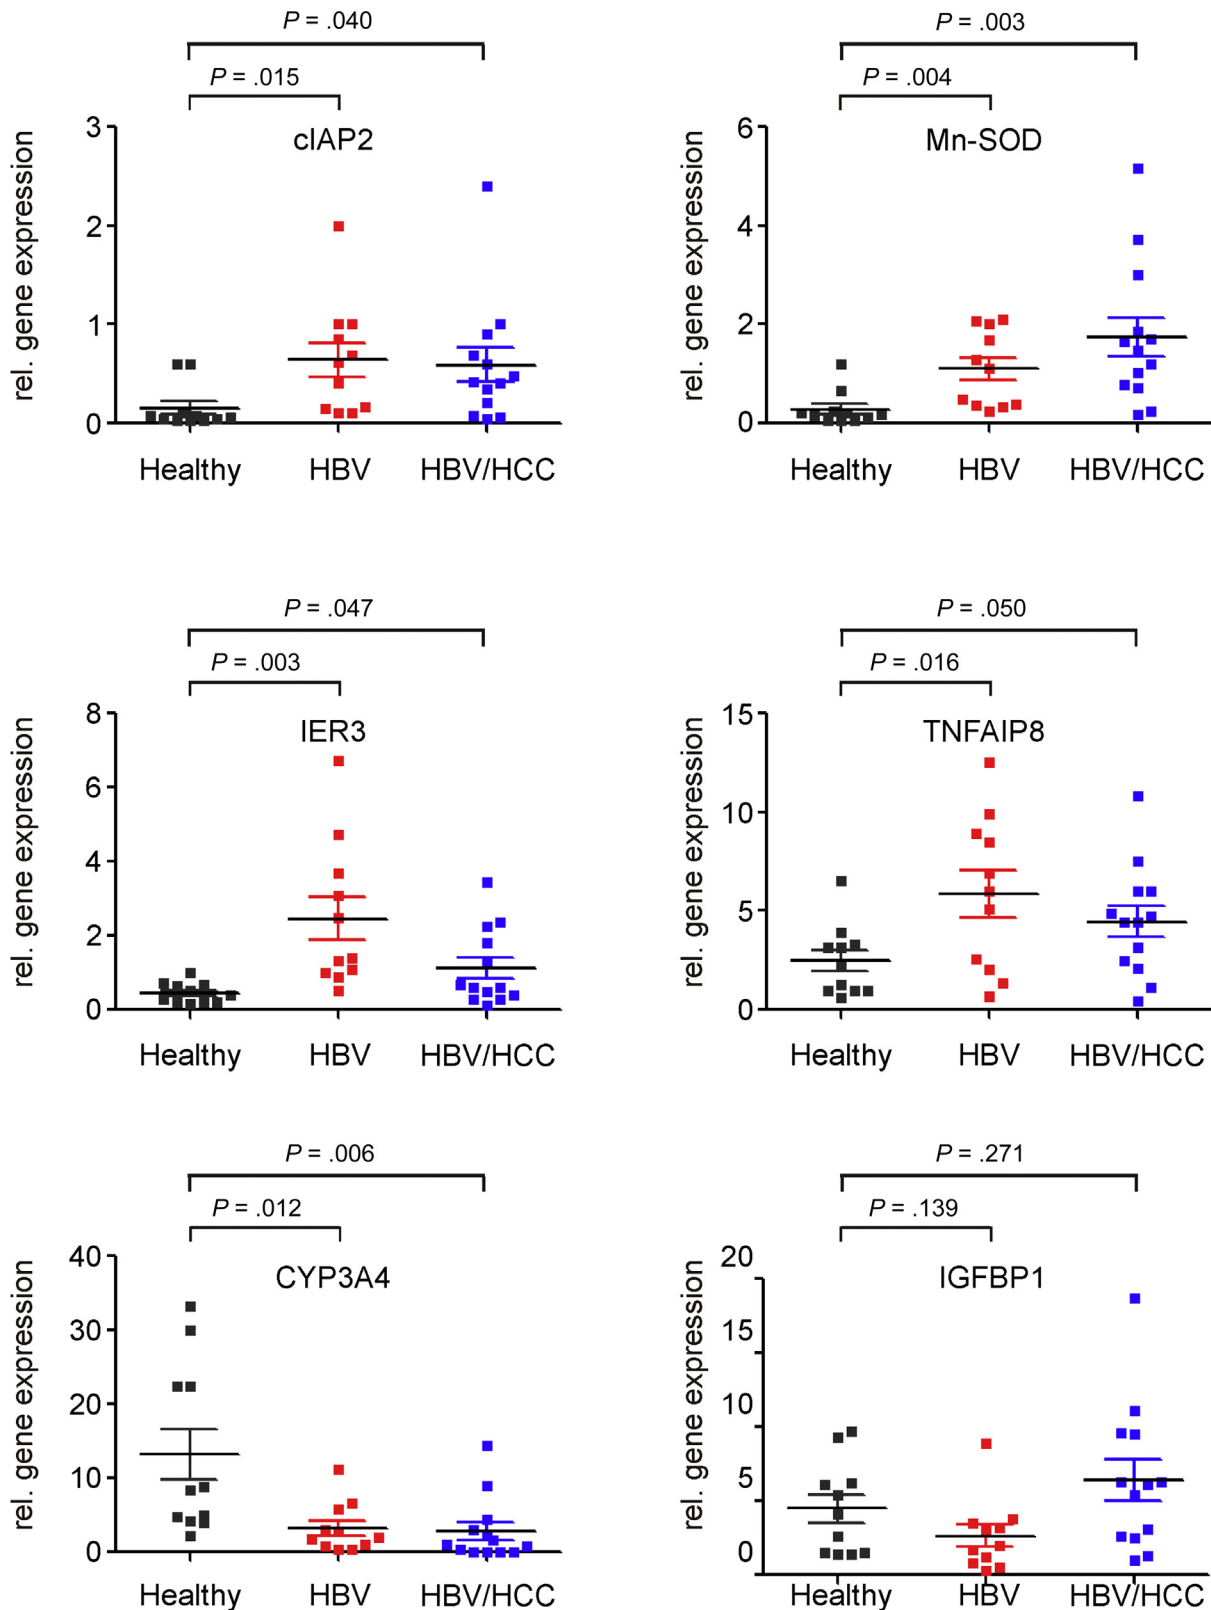 P = .040
P = .015
cIAP2
rel. gene expression
3
2
1
0
Healthy HBV HBV/HCC
P = .003
P = .004
Mn-SOD
rel. gene expression
6
4
2
0
Healthy HBV HBV/HCC
P = .047
P = .003
IER3
rel. gene expression
8
6
4
2
0
Healthy HBV HBV/HCC
P = .050
P = .016
TNFAIP8
rel. gene expression
15
10
5
0
Healthy HBV HBV/HCC
P = .006
P = .012
CYP3A4
rel. gene expression
40
30
20
10
0
Healthy HBV HBV/HCC
P = .271
P = .139
IGFBP1
rel. gene expression
20
15
10
5
0
Healthy HBV HBV/HCC